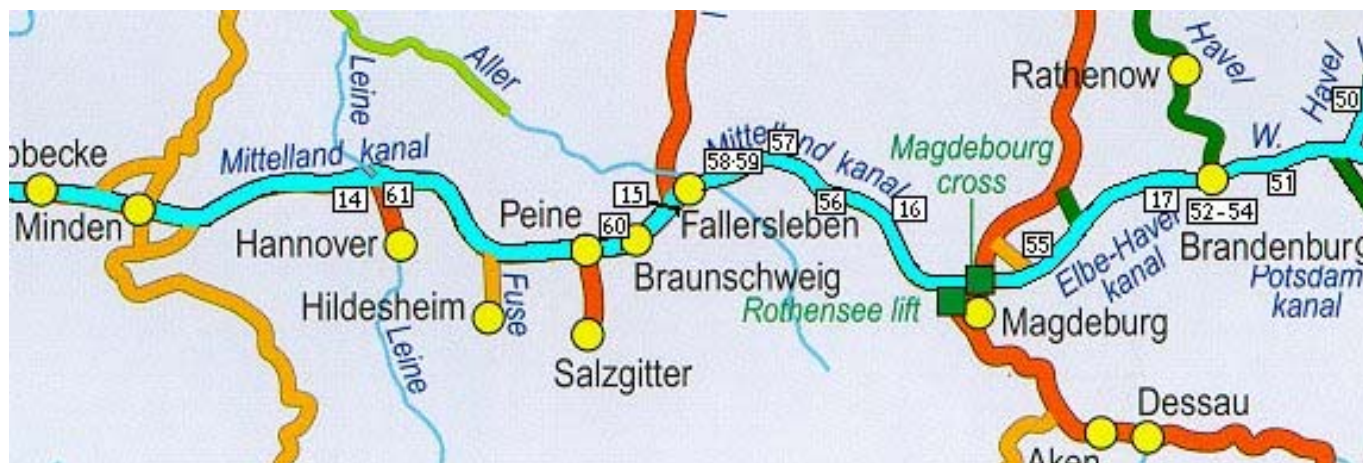 Leine
Aller
Mittelland kanal
Havel
Rathenow
Havel
50
obbecke
Mittelland kanal
57
58-59
Magdebourg
cross
W.
14
61
15
56
16
17
51
52-54
Minden
Hannover
Peine
60
Fallersleben
55
Elbe-Havel
kanal
Brandenburg
Potsdam
kanal
Braunschweig
Hildesheim
Fuse
Rothensee lift
Magdeburg
Leine
Salzgitter
Dessau
Aken